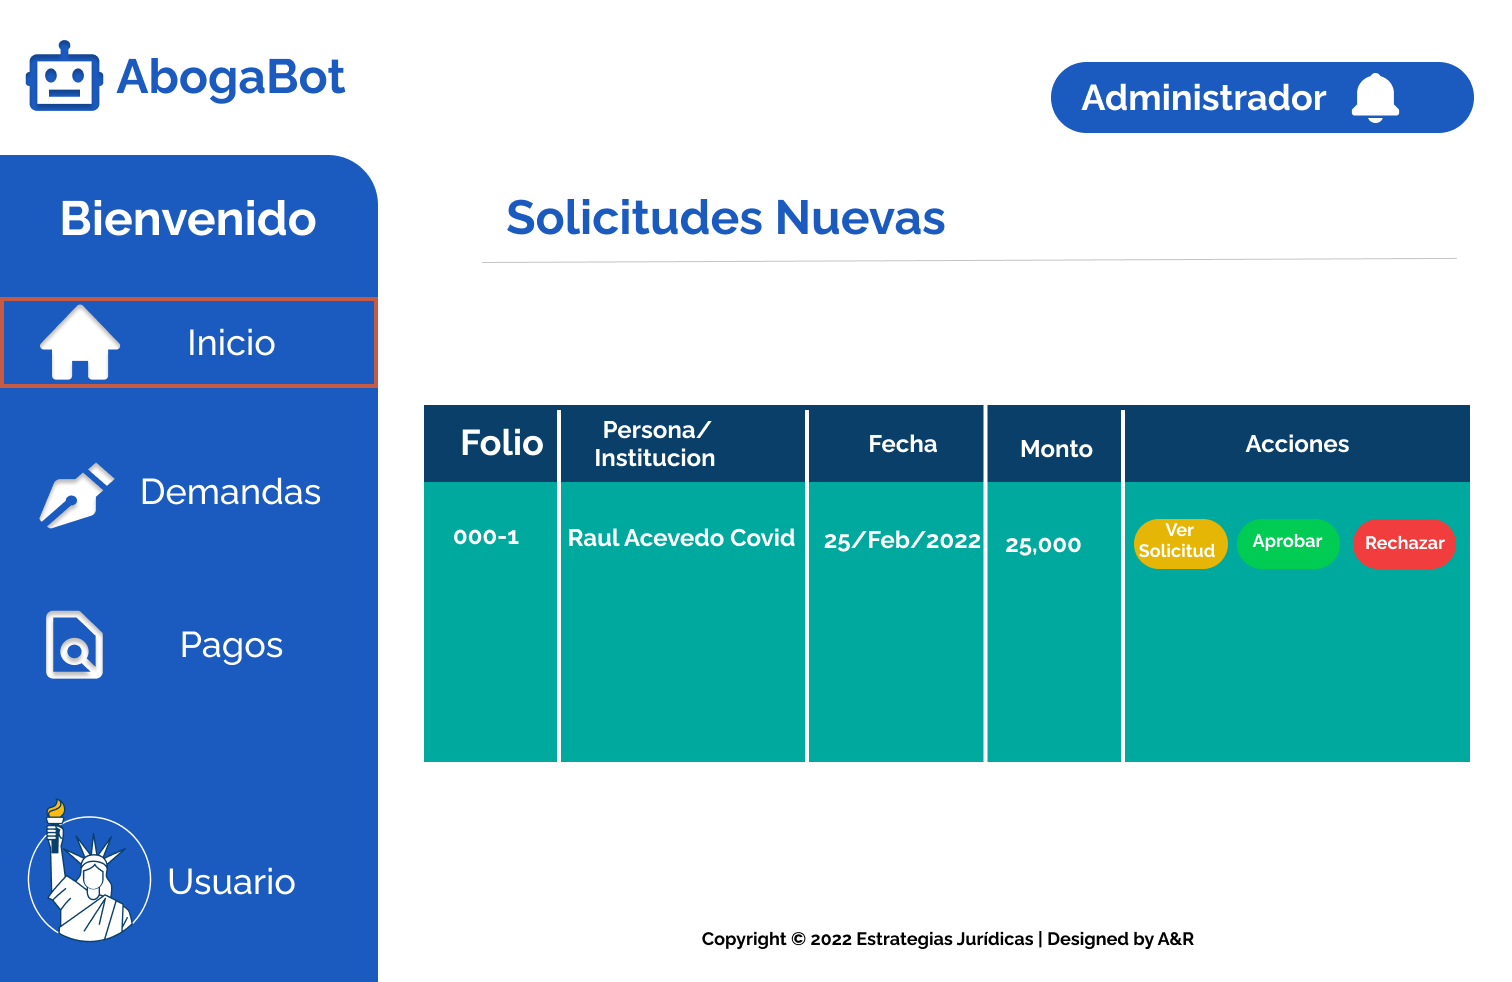 AbogaBot
Administrador
Bienvenido
Solicitudes Nuevas
Inicio
Demandas
Pagos
Usuario
Folio
Persona/
Institucion
Fecha
Monto
Acciones
000-1
Raul Acevedo Covid
25/Feb/2022
25,000
Ver
Solicitud
Aprobar
Rechazar
Copyright © 2022 Estrategias Jurídicas | Designed by A&R